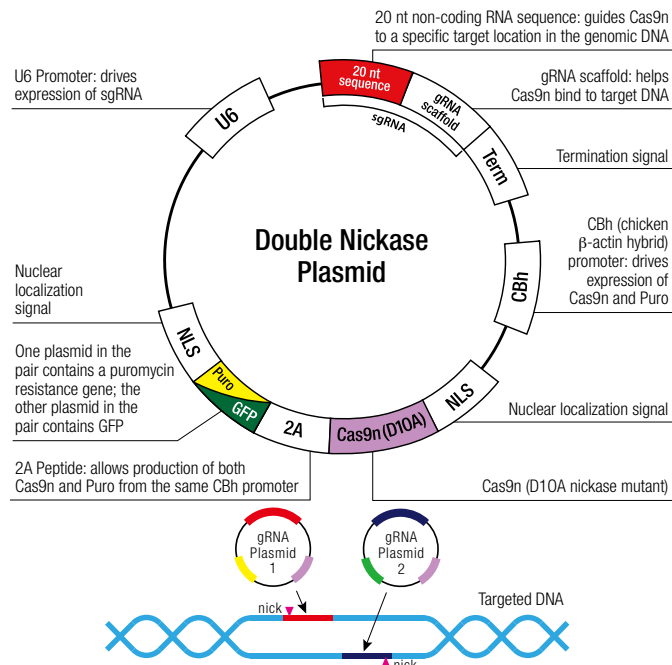 20 nt non-coding RNA sequence: guides Cas9n
to a specific target location in the genomic DNA
U6 Promoter: drives
expression of sgRNA
gRNA scaffold: helps
Cas9n bind to target DNA
20 nt
sequence
gRNA
scaffold
sgRNA
U6
Term
Termination signal
Double Nickase
Plasmid
CBh (chicken
β-actin hybrid)
promoter: drives
expression of
Cas9n and Puro
CBh
Nuclear
localization
signal
NLS
One plasmid in the
pair contains a puromycin
resistance gene; the
other plasmid in the
pair contains GFP
Puro
GFP
2A
Cas9n (D10A)
NLS
Nuclear localization signal
2A Peptide: allows production of both
Cas9n and Puro from the same CBh promoter
Cas9n (D10A nickase mutant)
gRNA
Plasmid
1
gRNA
Plasmid
2
nick
Targeted DNA
nick